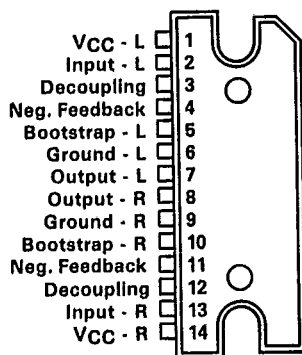 VCC - L 1
Input - L 2
Decoupling 3
Neg. Feedback 4
Bootstrap - L 5
Ground - L 6
Output - L 7
Output - R 8
Ground - R 9
Bootstrap - R 10
Neg. Feedback 11
Decoupling 12
Input - R 13
VCC - R 14